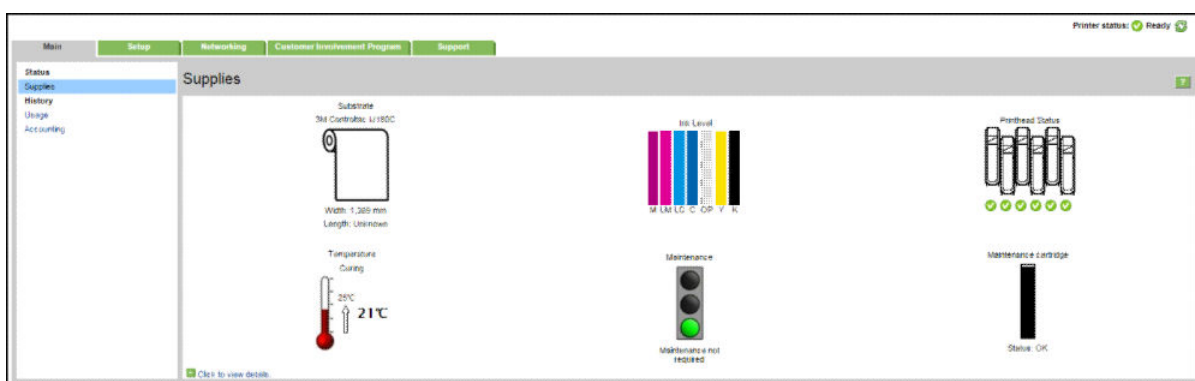 Printer status: Ready
Main
Setup
Networking
Customer Involvement Program
Support
Status
Supplies
History
Usage
Accounting
Supplies
?
Substrate
Width: 1,369 mm
Length: Unknown
Ink Level
M LM LC C OP Y K
Printhead Status
Temperature
Curing
25°C
21°C
Maintenance
Maintenance not
required
Maintenance cartridge
Status: OK
Click to view details.